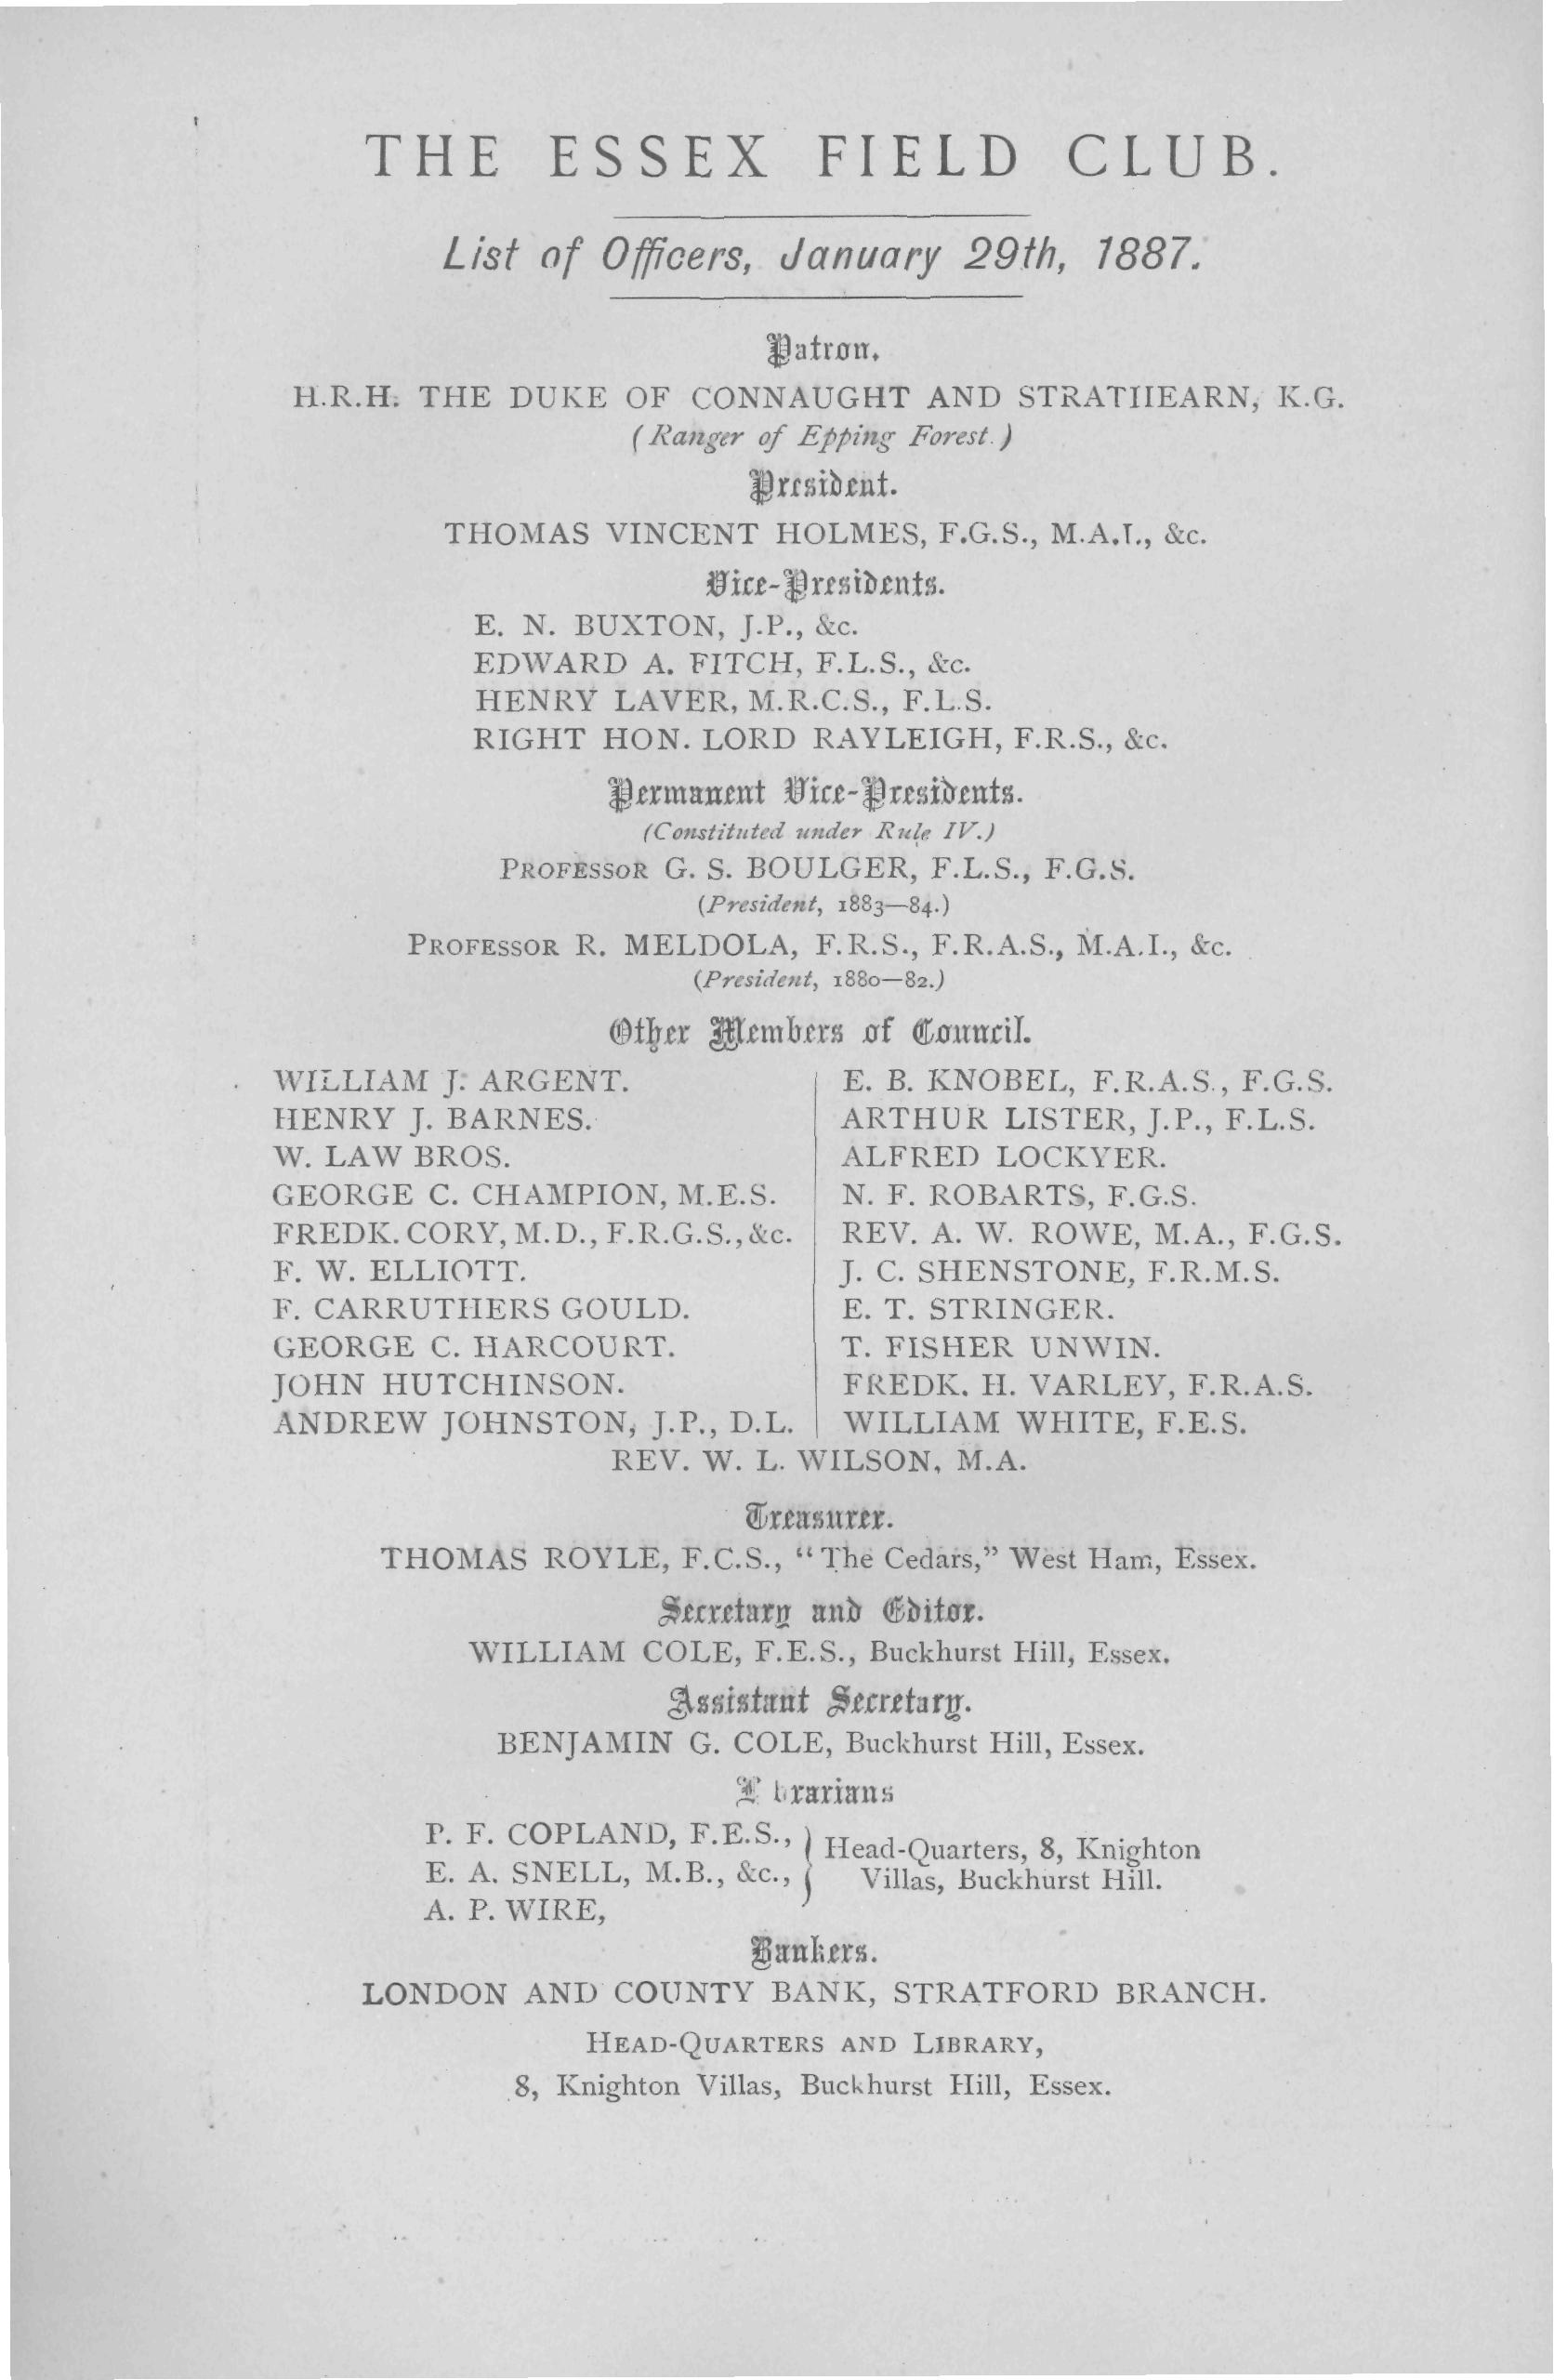 THE ESSEX FIELD CLUB.
List of Officers, January 29th, 1887.
Patron.
H.R.H. THE DUKE OF CONNAUGHT AND STRATHEARN, K.G.
(Ranger of Epping Forest.)
President.
THOMAS VINCENT HOLMES, F.G.S., M.A.I., &c.
Vice-Presidents.
E. N. BUXTON, J.P., &c.
EDWARD A. FITCH, F.L.S., &c.
HENRY LAVER, M.R.C.S., F.L.S.
RIGHT HON. LORD RAYLEIGH, F.R.S., &c.
Permanent Vice-Presidents.
(Constituted under Rule IV.)
PROFESSOR G. S. BOULGER, F.L.S., F.G.S.
(President, 1883—84.)
PROFESSOR R. MELDOLA, F.R.S., F.R.A.S., M.A.I., &c.
(President, 1880—82.)
Other Members of Council.
WILLIAM J. ARGENT.
HENRY J. BARNES.
W. LAW BROS.
GEORGE C. CHAMPION, M.E.S.
FREDK. CORY, M.D., F.R.G.S., &c.
F. W. ELLIOTT.
F. CARRUTHERS GOULD.
GEORGE C. HARCOURT.
JOHN HUTCHINSON.
ANDREW JOHNSTON, J.P., D.L.
E. B. KNOBEL, F.R.A.S., F.G.S.
ARTHUR LISTER, J.P., F.L.S.
ALFRED LOCKYER.
N. F. ROBARTS, F.G.S.
REV. A. W. ROWE, M.A., F.G.S.
J. C. SHENSTONE, F.R.M.S.
E. T. STRINGER.
T. FISHER UNWIN.
FREDK. H. VARLEY, F.R.A.S.
WILLIAM WHITE, F.E.S.
REV. W. L. WILSON, M.A.
Treasurer.
THOMAS ROYLE, F.C.S., "The Cedars," West Ham, Essex.
Secretary and Editor.
WILLIAM COLE, F.E.S., Buckhurst Hill, Essex.
Assistant Secretary.
BENJAMIN G. COLE, Buckhurst Hill, Essex.
Librarians
P. F. COPLAND, F.E.S.,
E. A. SNELL, M.B., &c.,
A. P. WIRE,
Head-Quarters, 8, Knighton
Villas, Buckhurst Hill.
Bankers.
LONDON AND COUNTY BANK, STRATFORD BRANCH.
HEAD-QUARTERS AND LIBRARY,
8, Knighton Villas, Buckhurst Hill, Essex.